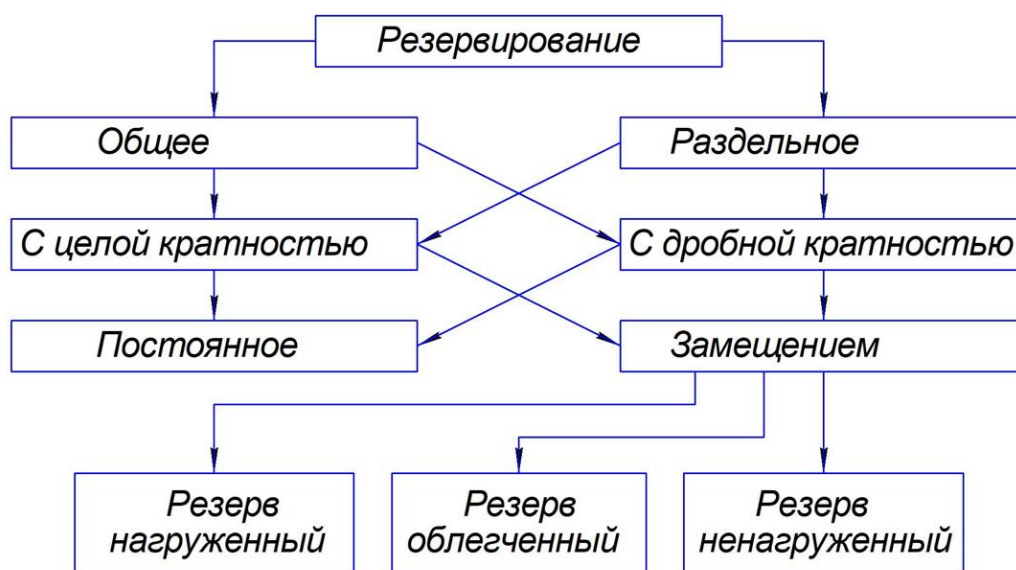 Резервирование
Общее
Раздельное
С целой кратностью
С дробной кратностью
Постоянное
Замещением
Резерв
нагруженный
Резерв
облегченный
Резерв
ненагруженный